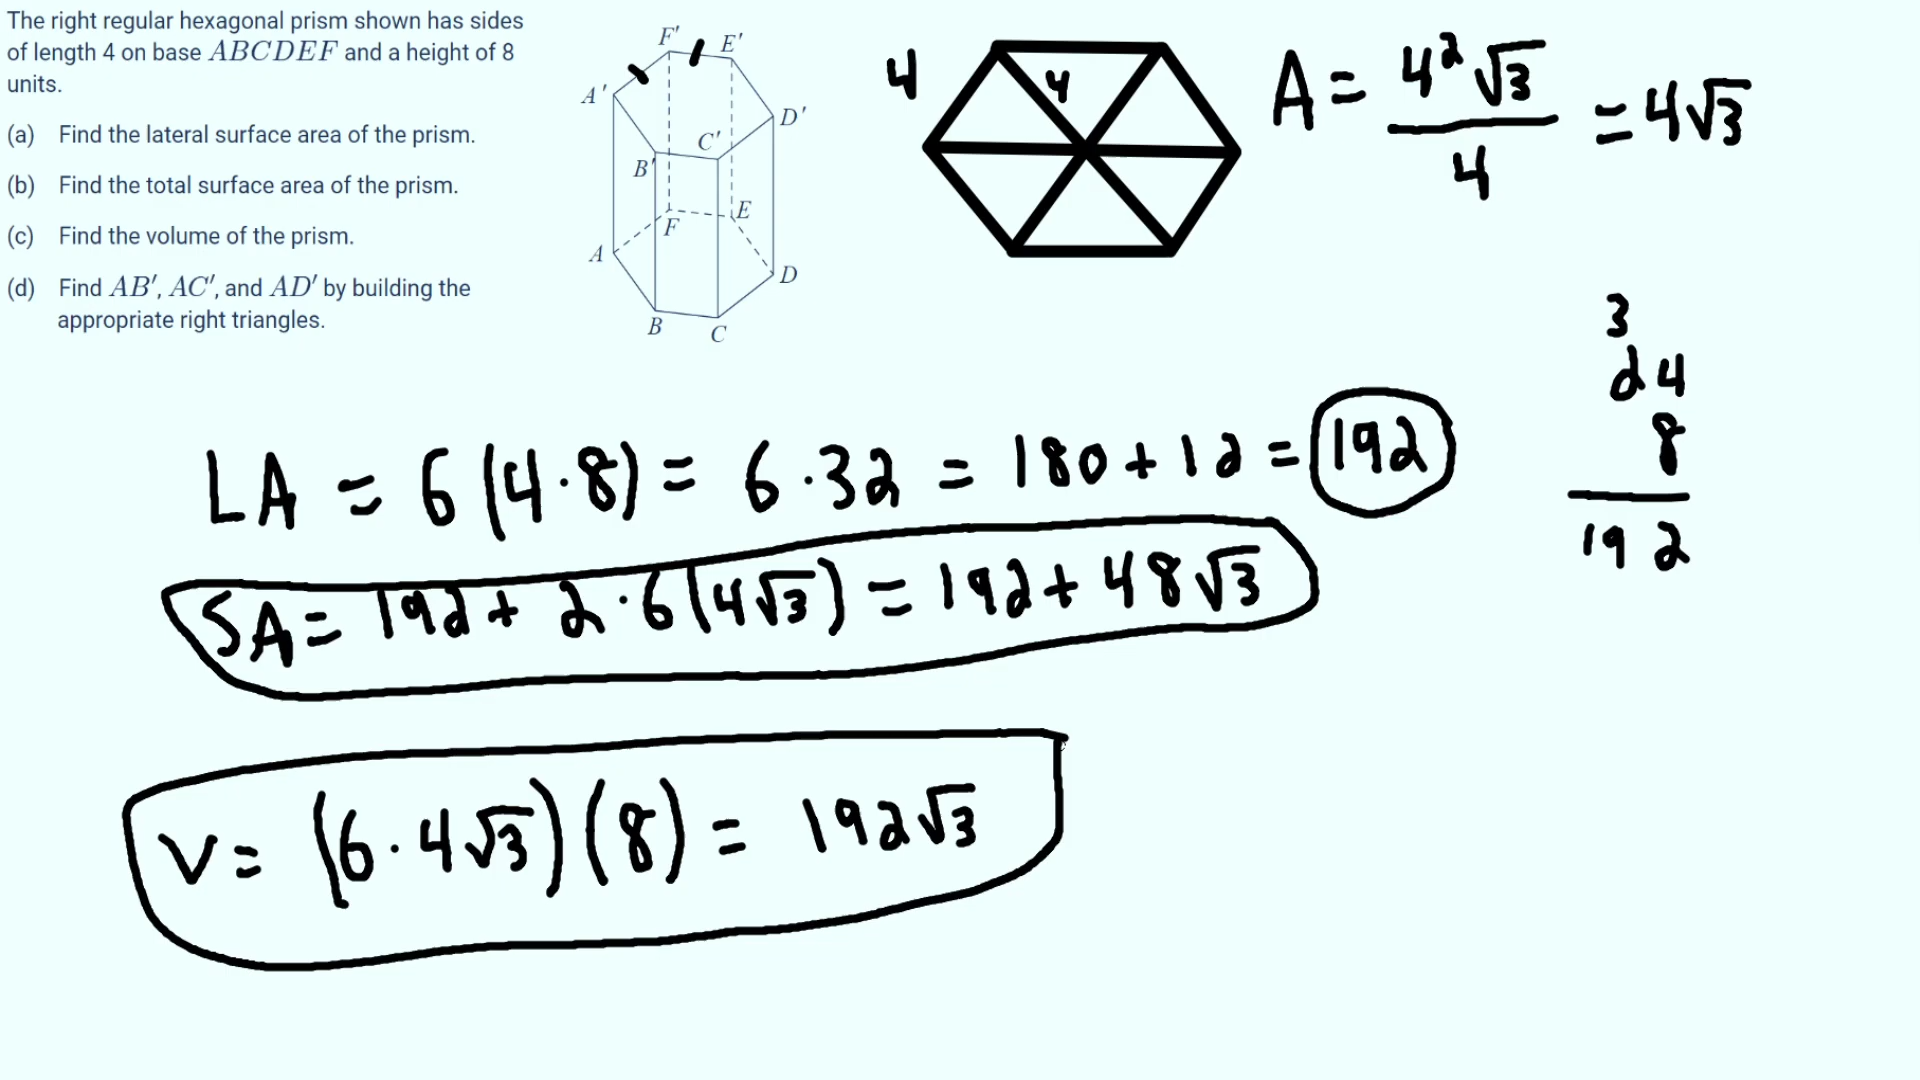 The right regular hexagonal prism shown has sides
of length 4 on base ABCDEF and a height of 8
units.
(a) Find the lateral surface area of the prism.
(b) Find the total surface area of the prism.
(c) Find the volume of the prism.
(d) Find AB′, AC′, and AD′ by building the
appropriate right triangles.
F′ E′
A′ D′
C′
B′
E
F
A D
B C
4 4
A = 4²√3 / 4 = 4√3
3
24
8
192
LA = 6(4·8) = 6·32 = 180+12 = 192
SA = 192 + 2·6(4√3) = 192 + 48√3
V = (6·4√3)(8) = 192√3